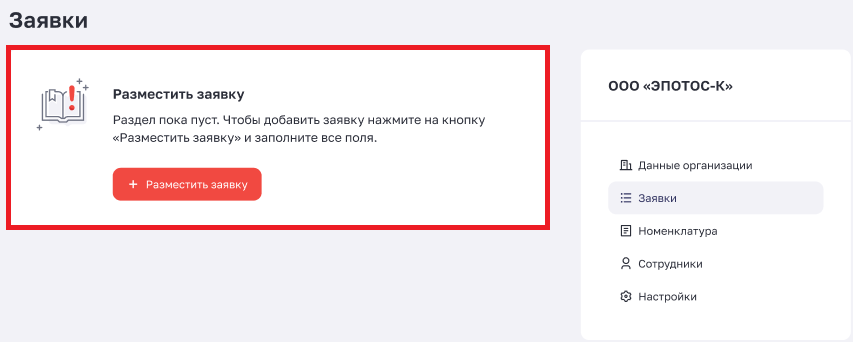 Заявки
Разместить заявку
Раздел пока пуст. Чтобы добавить заявку нажмите на кнопку
«Разместить заявку» и заполните все поля.
+ Разместить заявку
ООО «ЭПОТОС-К»
Данные организации
Заявки
Номенклатура
Сотрудники
Настройки